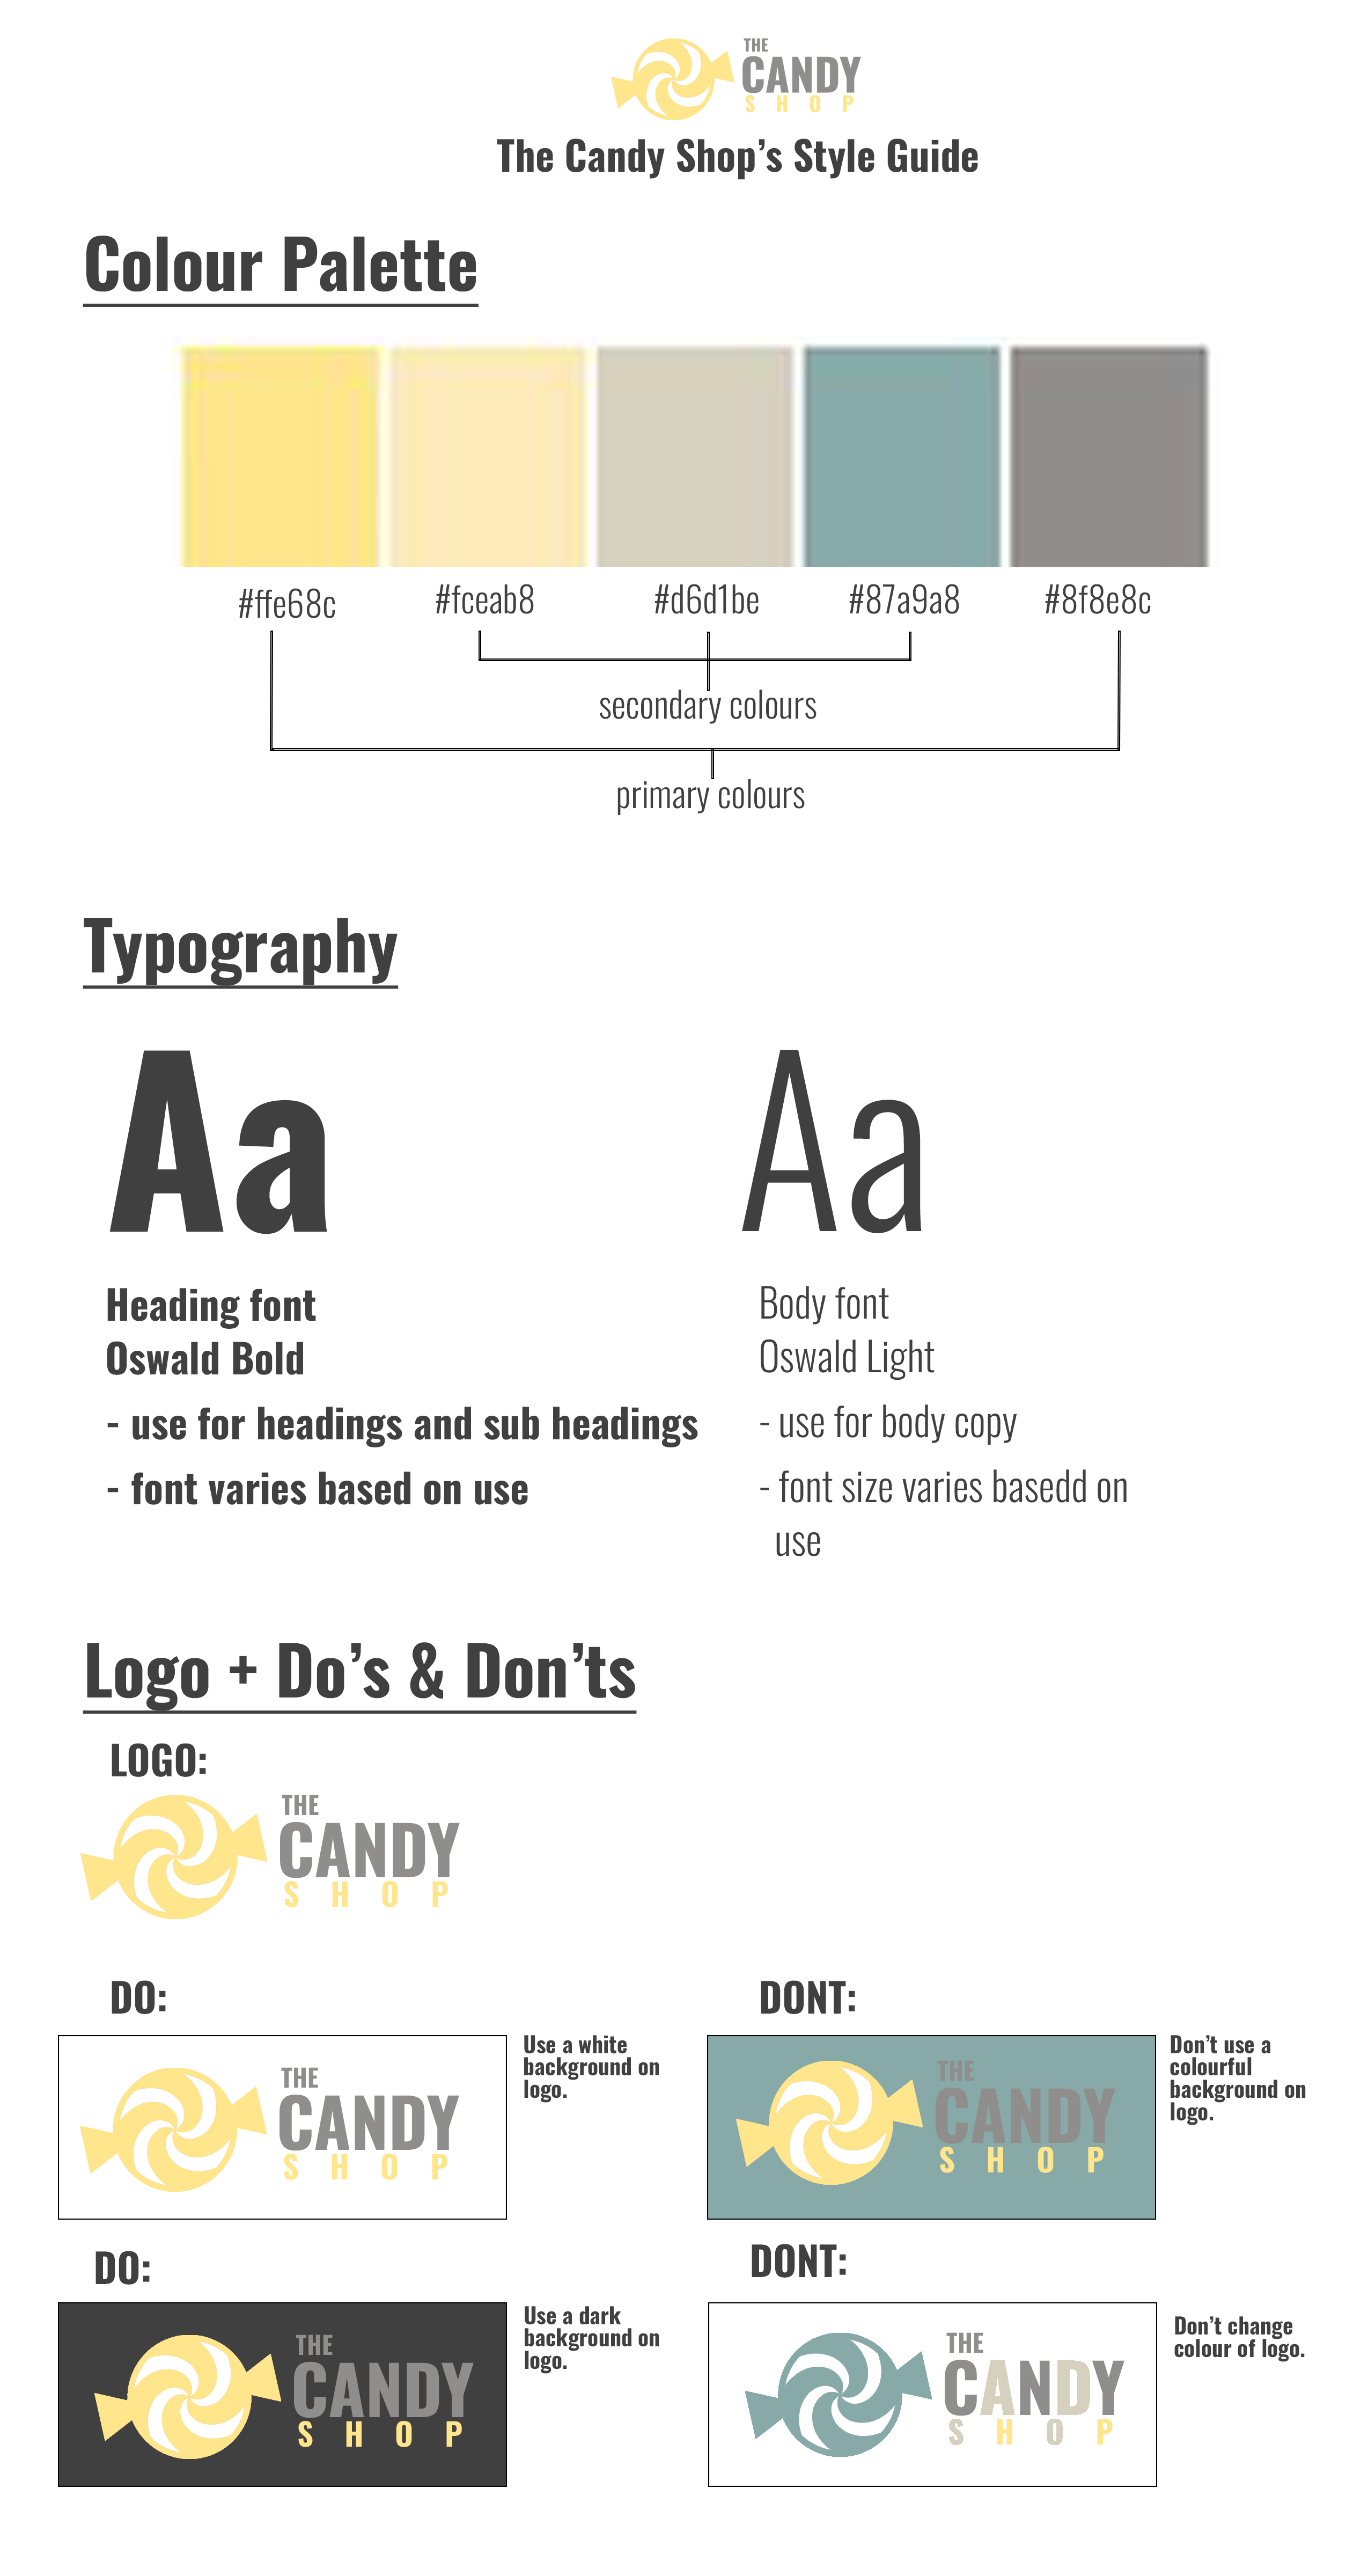 THE
CANDY
SHOP
The Candy Shop's Style Guide
Colour Palette
#ffe68c
#fceab8
#d6d1be
#87a9a8
#8f8e8c
secondary colours
primary colours
Typography
Aa
Heading font
Oswald Bold
- use for headings and sub headings
- font varies based on use
Aa
Body font
Oswald Light
- use for body copy
- font size varies basedd on
use
Logo + Do's & Don'ts
LOGO:
THE
CANDY
SHOP
DO:
THE
CANDY
SHOP
Use a white
background on
logo.
DONT:
THE
CANDY
SHOP
Don't use a
colourful
background on
logo.
DO:
THE
CANDY
SHOP
Use a dark
background on
logo.
DONT:
THE
CANDY
SHOP
Don't change
colour of logo.